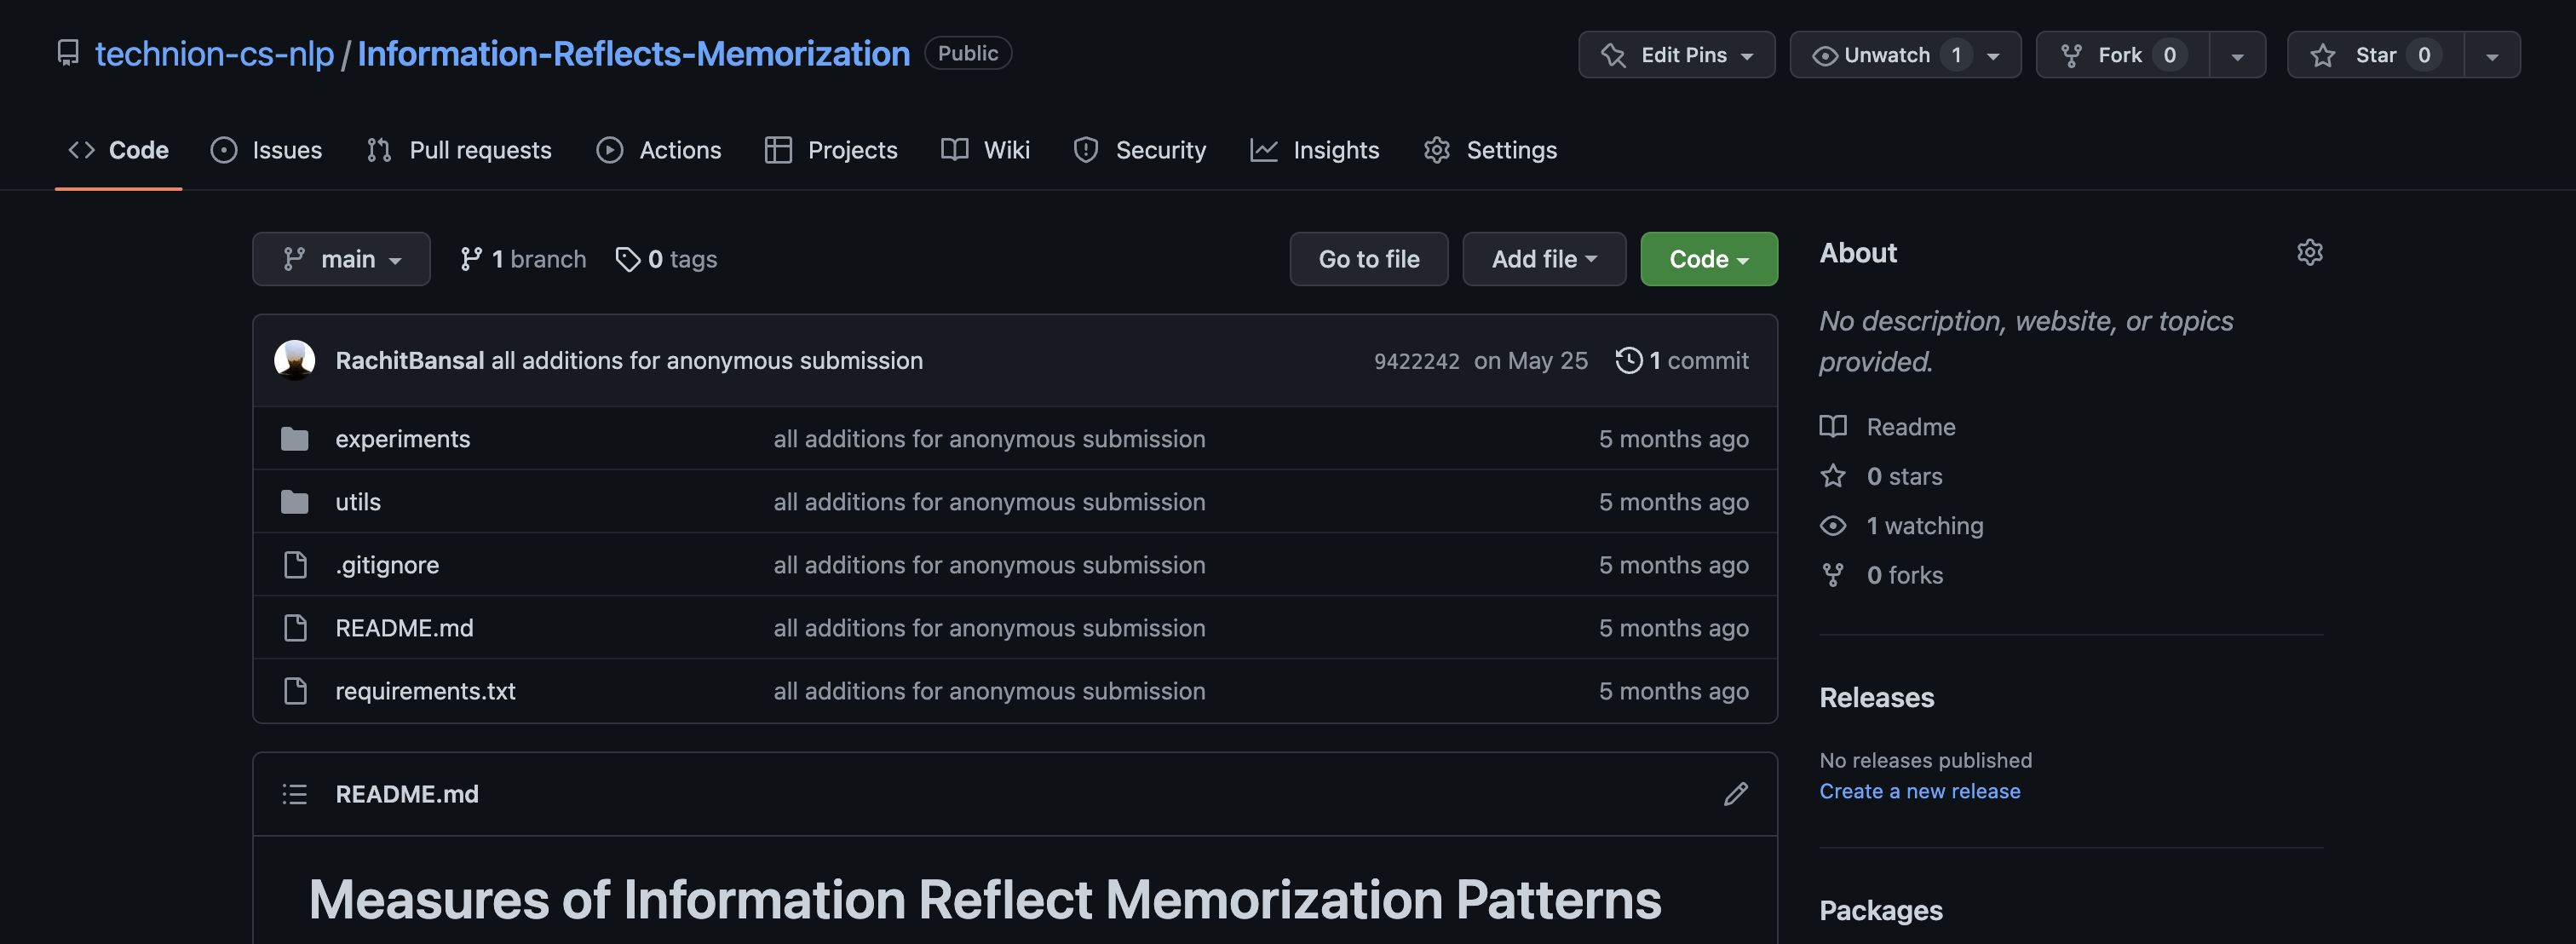 technion-cs-nlp / Information-Reflects-Memorization Public
Edit Pins Unwatch 1 Fork 0 Star 0
Code Issues Pull requests Actions Projects Wiki Security Insights Settings
main 1 branch 0 tags Go to file Add file Code
RachitBansal all additions for anonymous submission 9422242 on May 25 1 commit
experiments all additions for anonymous submission 5 months ago
utils all additions for anonymous submission 5 months ago
.gitignore all additions for anonymous submission 5 months ago
README.md all additions for anonymous submission 5 months ago
requirements.txt all additions for anonymous submission 5 months ago
README.md
Measures of Information Reflect Memorization Patterns
About
No description, website, or topics
provided.
Readme
0 stars
1 watching
0 forks
Releases
No releases published
Create a new release
Packages